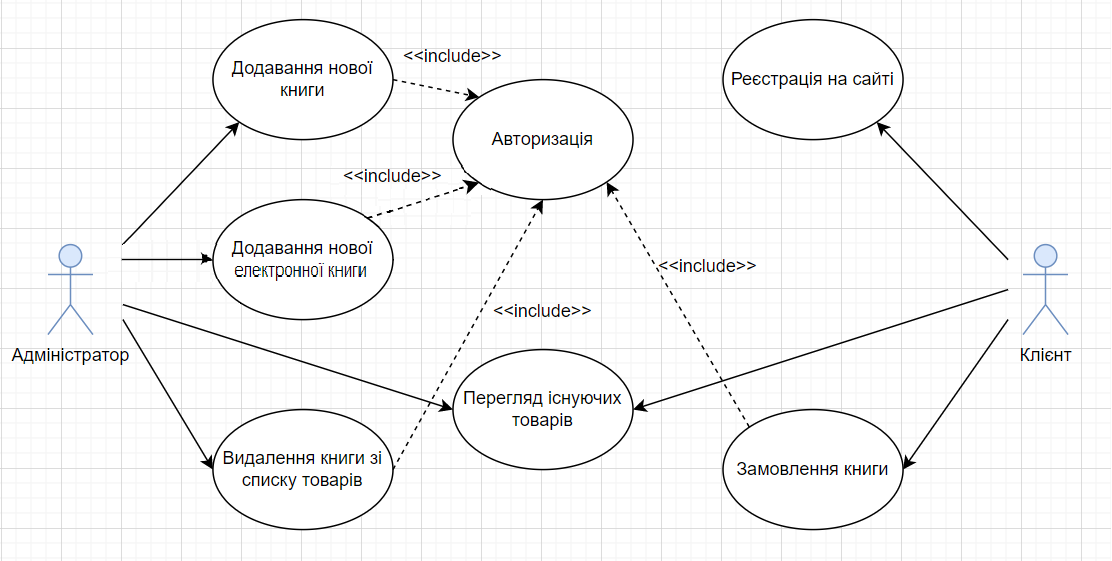 <<include>>
Додавання нової
книги
Реєстрація на сайті
Авторизація
<<include>>
Додавання нової
електронної книги
<<include>>
<<include>>
Адміністратор
Клієнт
Перегляд існуючих
товарів
Видалення книги зі
списку товарів
Замовлення книги